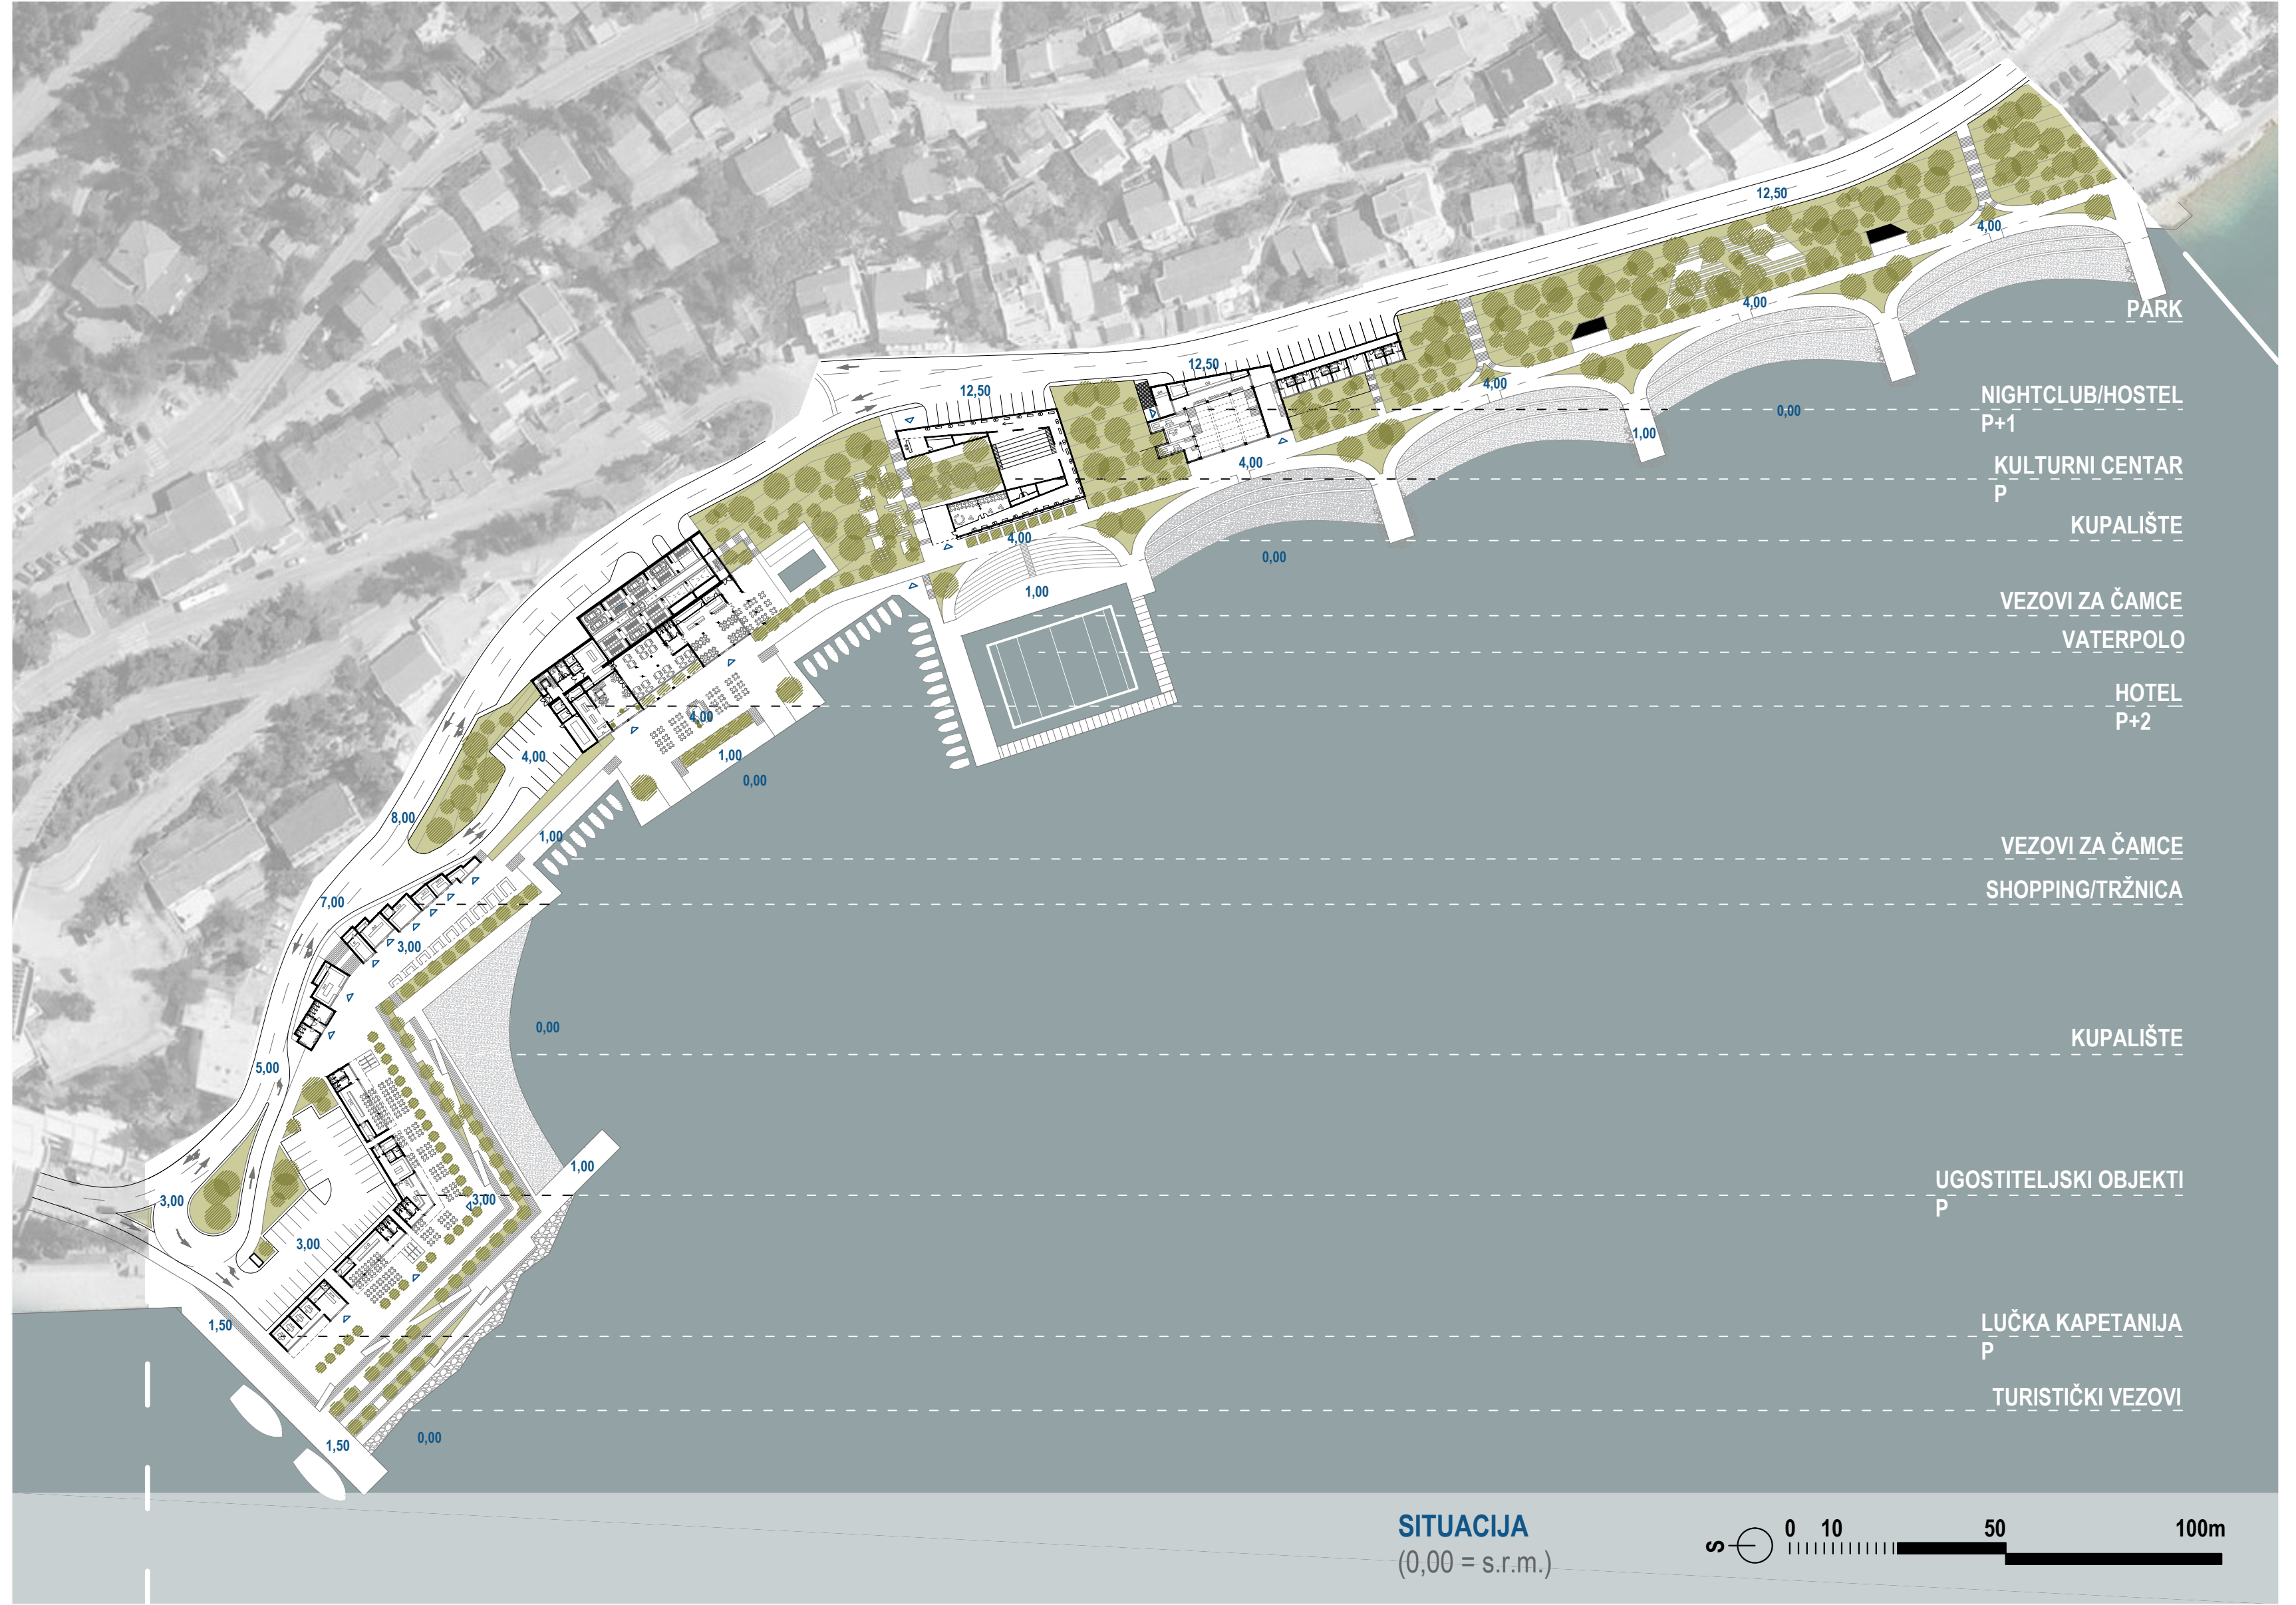 12,50
4,00
4,00
PARK
12,50
12,50
4,00
NIGHTCLUB/HOSTEL
P+1
0,00
1,00
4,00
KULTURNI CENTAR
P
4,00
0,00
KUPALIŠTE
1,00
VEZOVI ZA ČAMCE
VATERPOLO
HOTEL
P+2
4,00
4,00
1,00
0,00
8,00
1,00
VEZOVI ZA ČAMCE
SHOPPING/TRŽNICA
7,00
3,00
0,00
KUPALIŠTE
5,00
1,00
UGOSTITELJSKI OBJEKTI
P
3,00
3,00
3,00
1,50
LUČKA KAPETANIJA
P
TURISTIČKI VEZOVI
1,50
0,00
SITUACIJA
(0,00 = s.r.m.)
S
0 10 50 100m